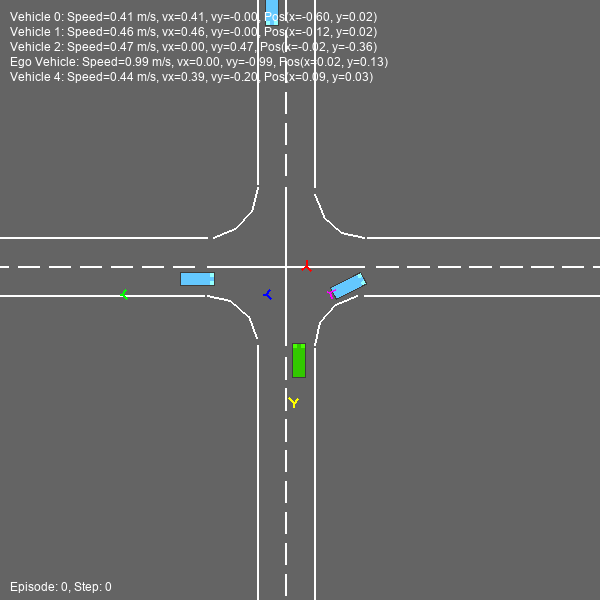 Vehicle 0: Speed=0.41 m/s, vx=0.41, vy=-0.00, Pos(x=-0.60, y=0.02)
Vehicle 1: Speed=0.46 m/s, vx=0.46, vy=-0.00, Pos(x=-0.12, y=0.02)
Vehicle 2: Speed=0.47 m/s, vx=0.00, vy=0.47, Pos(x=-0.02, y=-0.36)
Ego Vehicle: Speed=0.99 m/s, vx=0.00, vy=-0.99, Pos(x=0.02, y=0.13)
Vehicle 4: Speed=0.44 m/s, vx=0.39, vy=-0.20, Pos(x=0.09, y=0.03)
Episode: 0, Step: 0